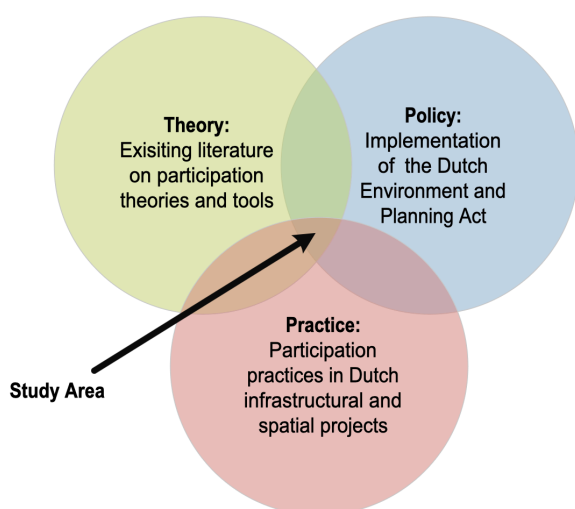 Theory:
Exisiting literature
on participation
theories and tools
Policy:
Implementation
of the Dutch
Environment and
Planning Act
Practice:
Participation
practices in Dutch
infrastructural and
spatial projects
Study Area